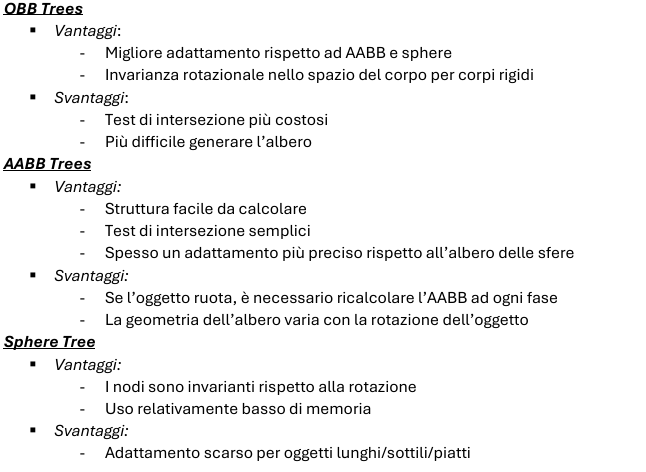 OBB Trees
▪ Vantaggi:
- Migliore adattamento rispetto ad AABB e sphere
- Invarianza rotazionale nello spazio del corpo per corpi rigidi
▪ Svantaggi:
- Test di intersezione più costosi
- Più difficile generare l’albero
AABB Trees
▪ Vantaggi:
- Struttura facile da calcolare
- Test di intersezione semplici
- Spesso un adattamento più preciso rispetto all’albero delle sfere
▪ Svantaggi:
- Se l’oggetto ruota, è necessario ricalcolare l’AABB ad ogni fase
- La geometria dell’albero varia con la rotazione dell’oggetto
Sphere Tree
▪ Vantaggi:
- I nodi sono invarianti rispetto alla rotazione
- Uso relativamente basso di memoria
▪ Svantaggi:
- Adattamento scarso per oggetti lunghi/sottili/piatti